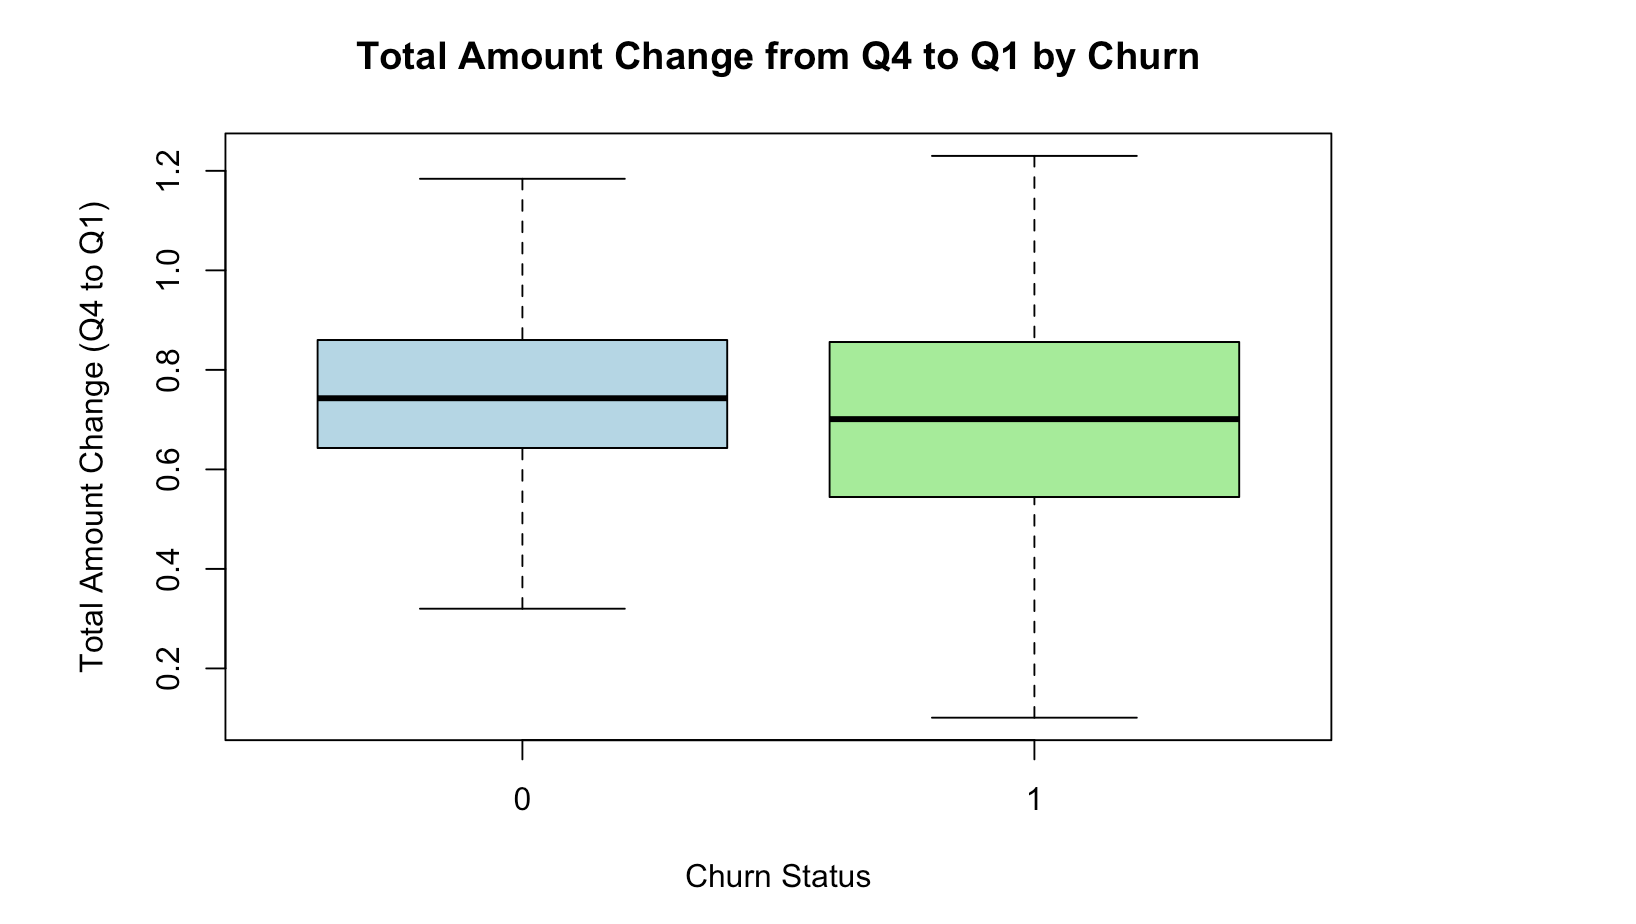 Total Amount Change from Q4 to Q1 by Churn
Total Amount Change (Q4 to Q1)
1.2
1.0
0.8
0.6
0.4
0.2
0
1
Churn Status